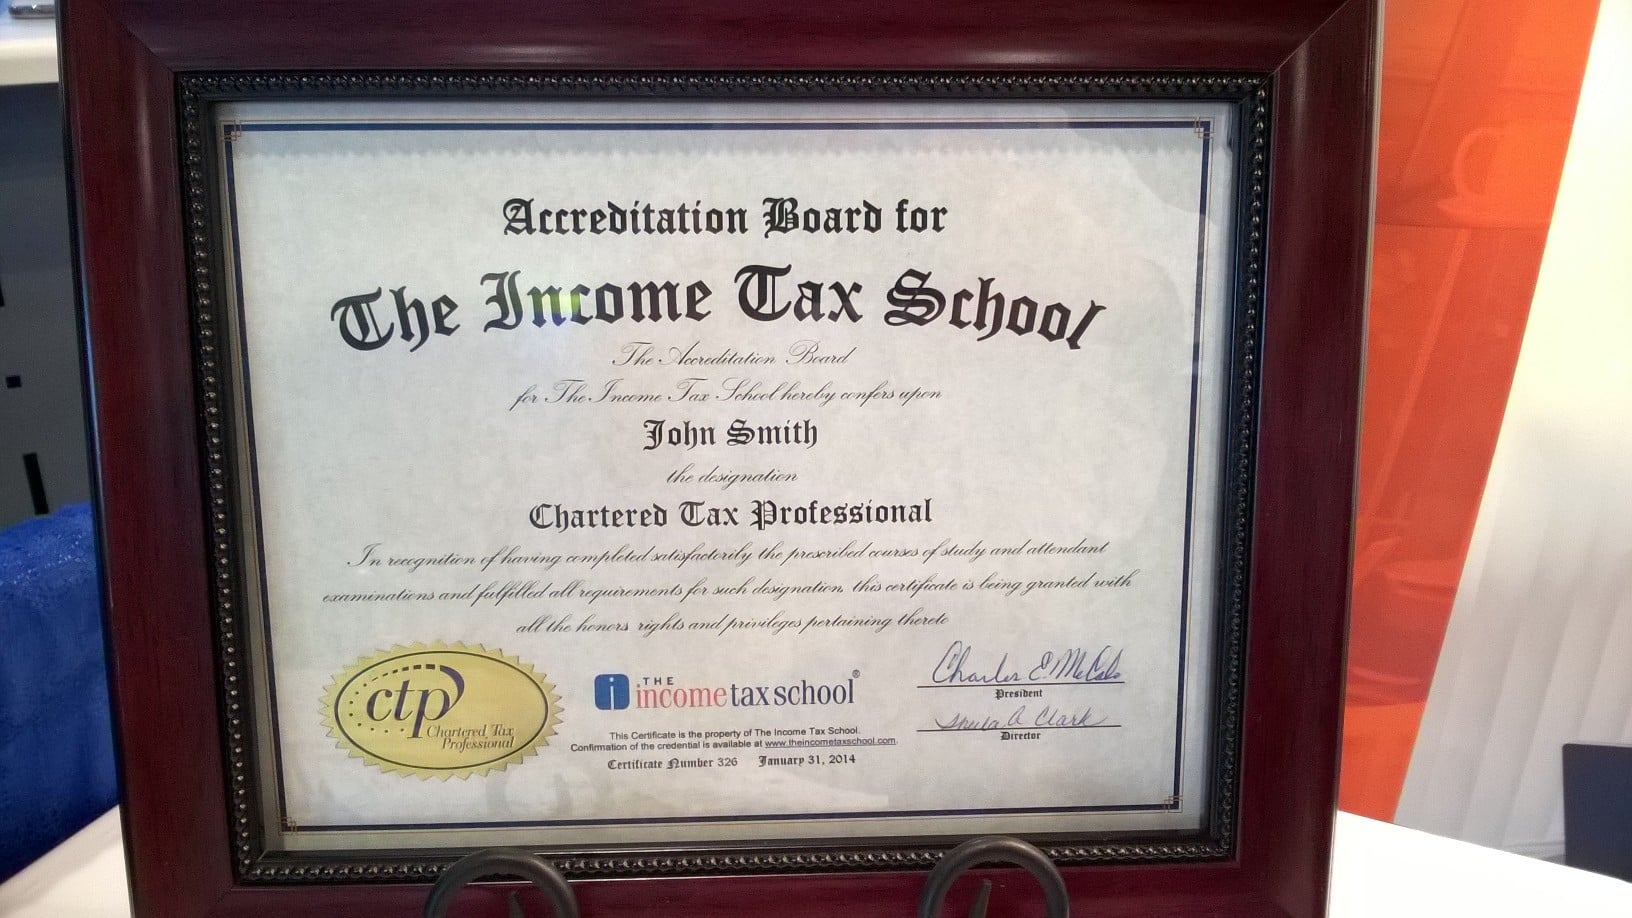 Accreditation Board for
The Income Tax School
The Accreditation Board
for The Income Tax School hereby confers upon
John Smith
the designation
Chartered Tax Professional
In recognition of having completed satisfactorily the prescribed courses of study and attendant
examinations and fulfilled all requirements for such designation, this certificate is being granted with
all the honors rights and privileges pertaining thereto
ctp
Chartered Tax
Professional
i
THE
incometaxschool®
This Certificate is the property of The Income Tax School.
Confirmation of the credential is available at www.theincometaxschool.com.
Certificate Number 326 January 31, 2014
Charles E. McCabe
President
Sheila A Clark
Director